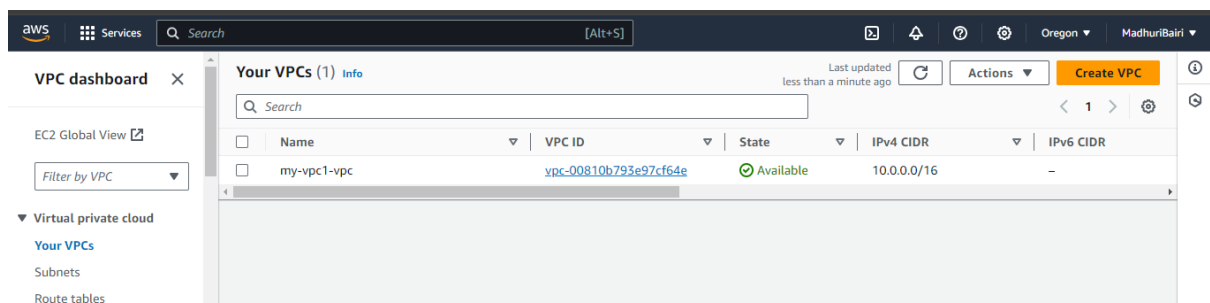 aws Services Search [Alt+S] Oregon MadhuriBairi
VPC dashboard
EC2 Global View
Filter by VPC
Virtual private cloud
Your VPCs
Subnets
Route tables
Your VPCs (1) Info
Last updated
less than a minute ago
Actions
Create VPC
Search
1
Name VPC ID State IPv4 CIDR IPv6 CIDR
my-vpc1-vpc vpc-00810b793e97cf64e Available 10.0.0.0/16 –